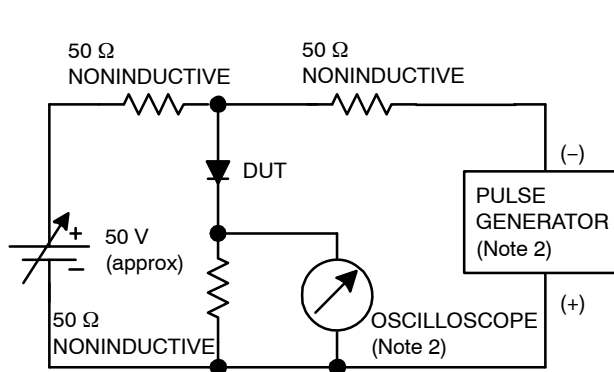 50 Ω
NONINDUCTIVE
50 Ω
NONINDUCTIVE
DUT
(−)
PULSE
GENERATOR
(Note 2)
+
50 V
(approx)
−
(+)
50 Ω
NONINDUCTIVE
OSCILLOSCOPE
(Note 2)